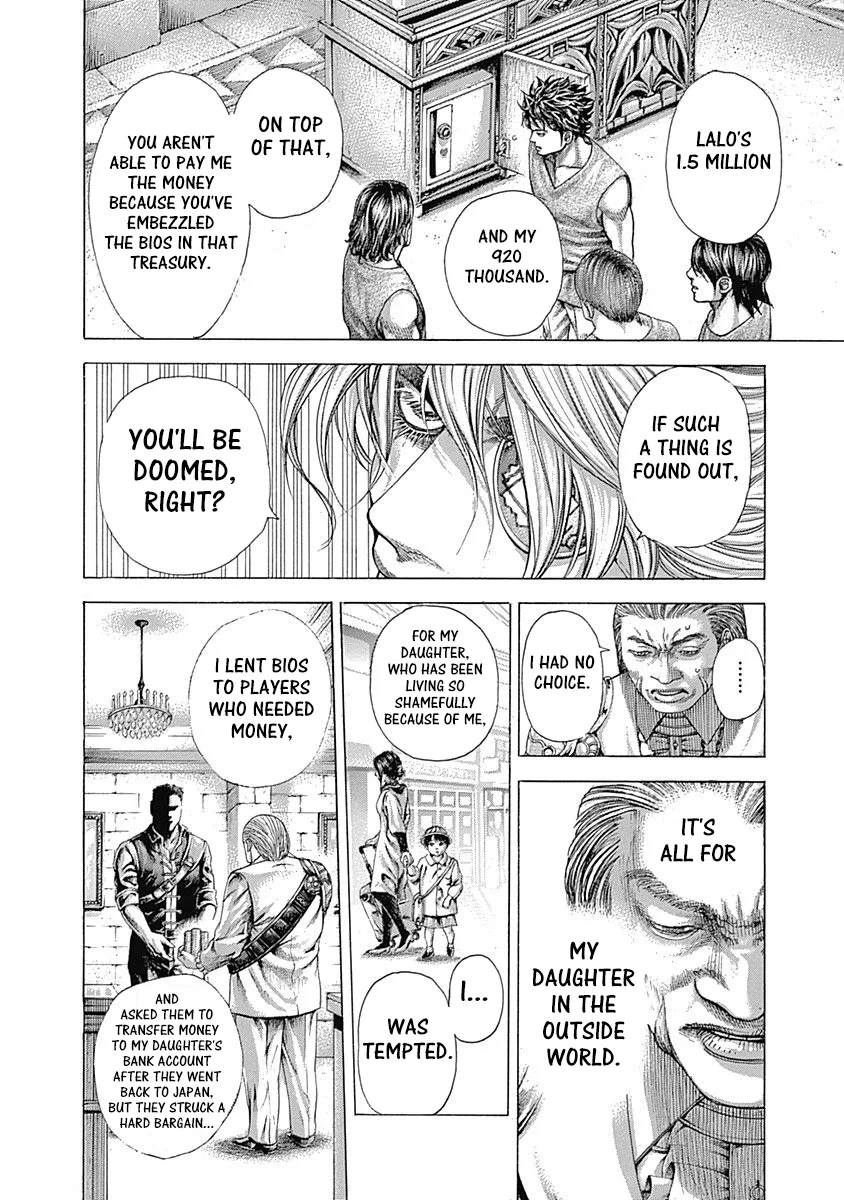 LALO'S
1.5 MILLION
AND MY
920
THOUSAND.
ON TOP
OF THAT,
YOU AREN'T
ABLE TO PAY ME
THE MONEY
BECAUSE YOU'VE
EMBEZZLED
THE BIOS IN THAT
TREASURY.
IF SUCH
A THING IS
FOUND OUT,
YOU'LL BE
DOOMED,
RIGHT?
......
I HAD NO
CHOICE.
IT'S
ALL FOR
MY
DAUGHTER
IN THE
OUTSIDE
WORLD.
FOR MY
DAUGHTER,
WHO HAS BEEN
LIVING SO
SHAMEFULLY
BECAUSE OF ME,
I...
WAS
TEMPTED.
I LENT BIOS
TO PLAYERS
WHO NEEDED
MONEY,
AND
ASKED THEM TO
TRANSFER MONEY
TO MY DAUGHTER'S
BANK ACCOUNT
AFTER THEY WENT
BACK TO JAPAN,
BUT THEY STRUCK A
HARD BARGAIN...